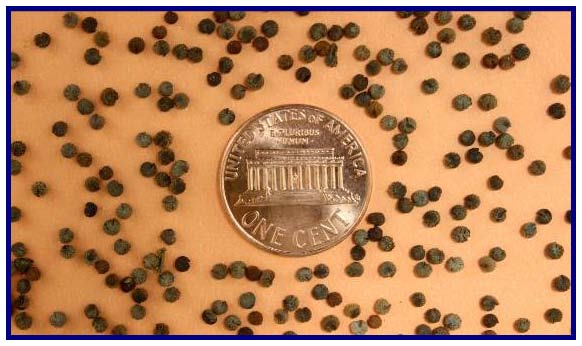 UNITED STATES OF AMERICA
E·PLURIBUS
UNUM
ONE CENT